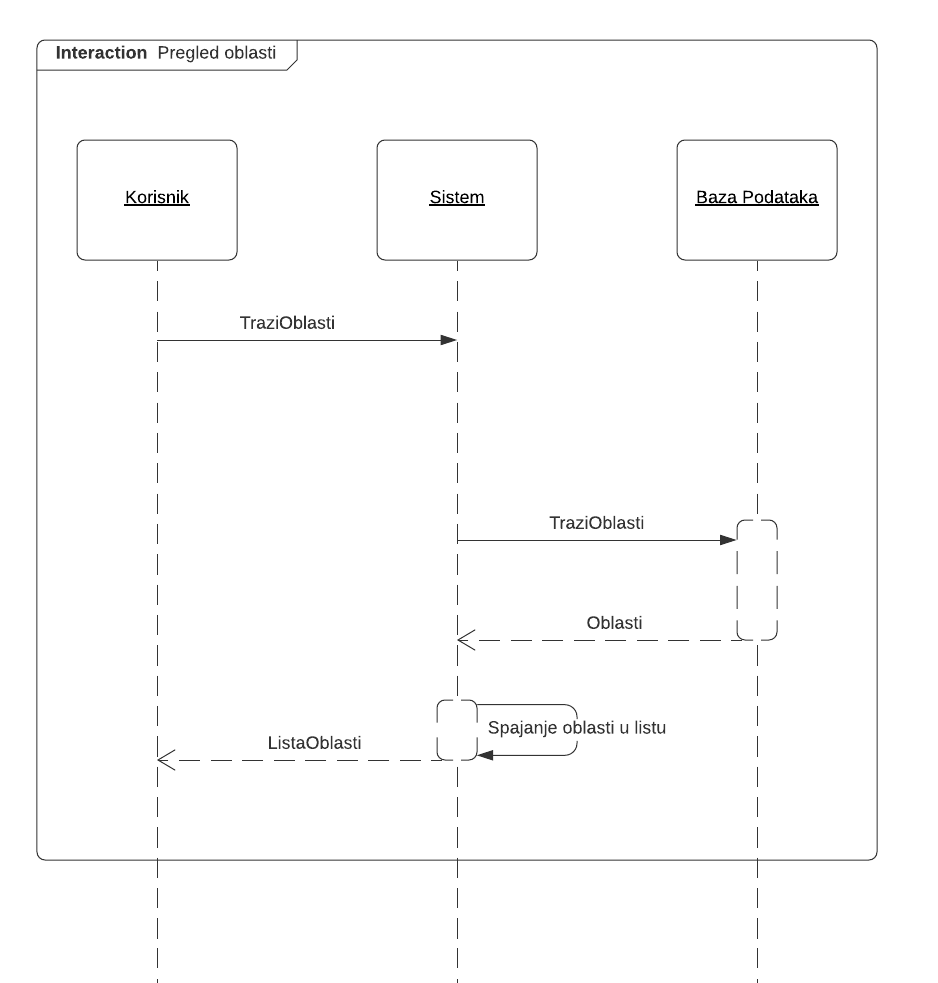 Interaction Pregled oblasti
Korisnik
Sistem
Baza Podataka
TraziOblasti
TraziOblasti
Oblasti
Spajanje oblasti u listu
ListaOblasti